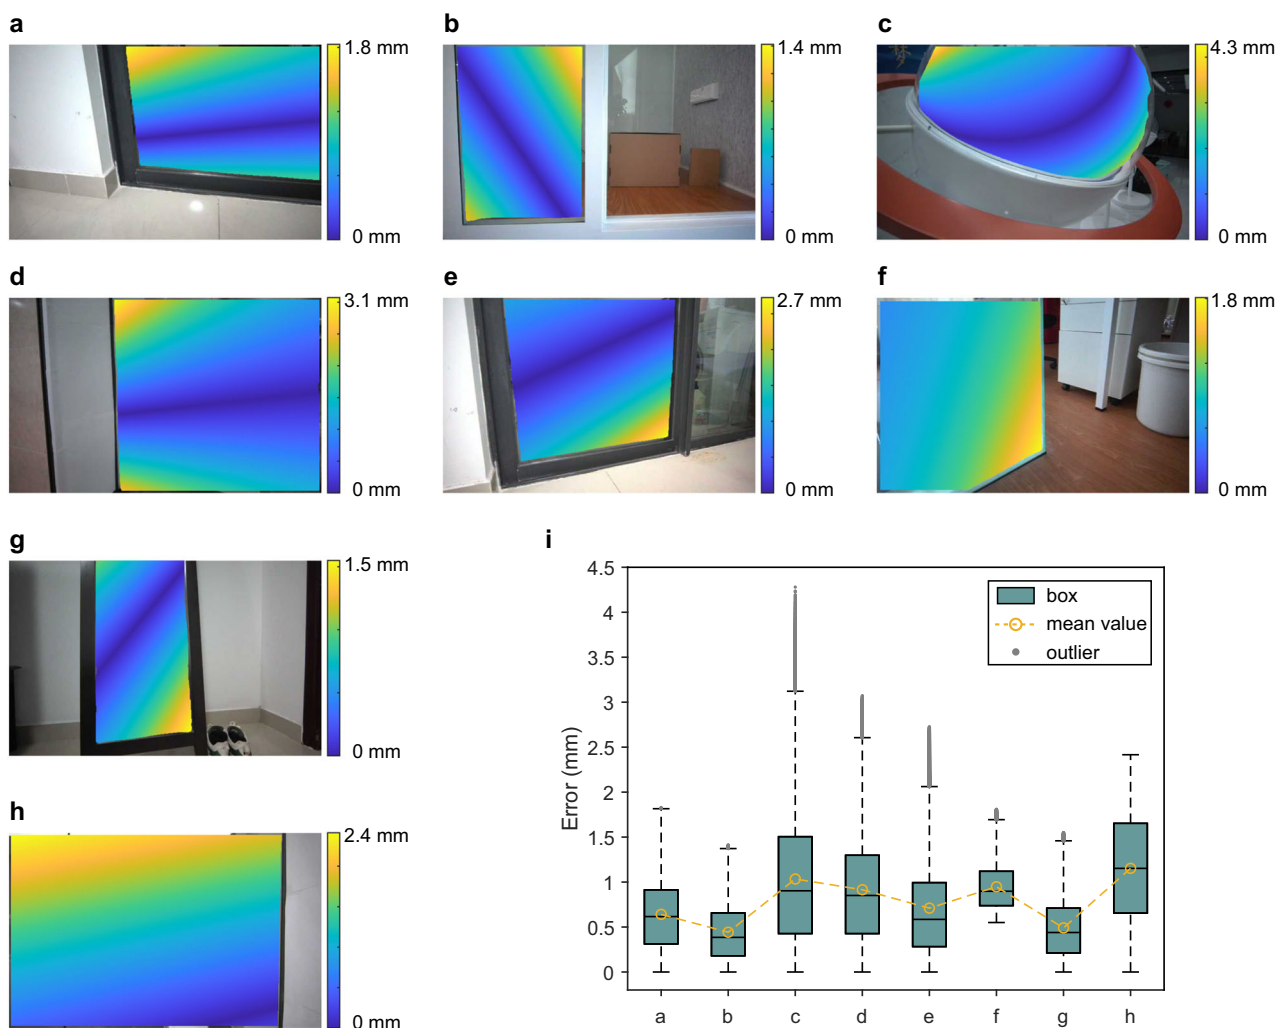 a
1.8 mm
0 mm
b
1.4 mm
0 mm
c
4.3 mm
0 mm
d
3.1 mm
0 mm
e
2.7 mm
0 mm
f
1.8 mm
0 mm
g
1.5 mm
0 mm
h
2.4 mm
0 mm
i
Error (mm)
4.5
4
3.5
3
2.5
2
1.5
1
0.5
0
box
mean value
outlier
a b c d e f g h